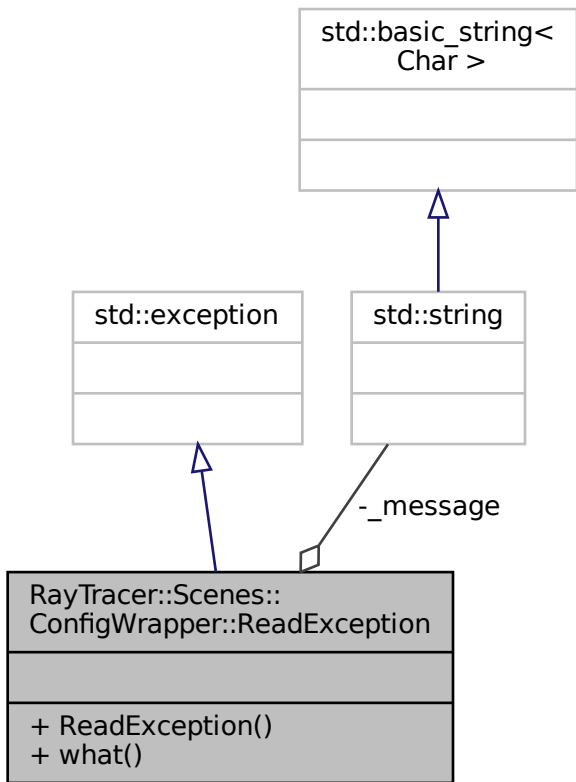 std::basic_string<
Char >
std::exception
std::string
-_message
RayTracer::Scenes::
ConfigWrapper::ReadException
+ ReadException()
+ what()